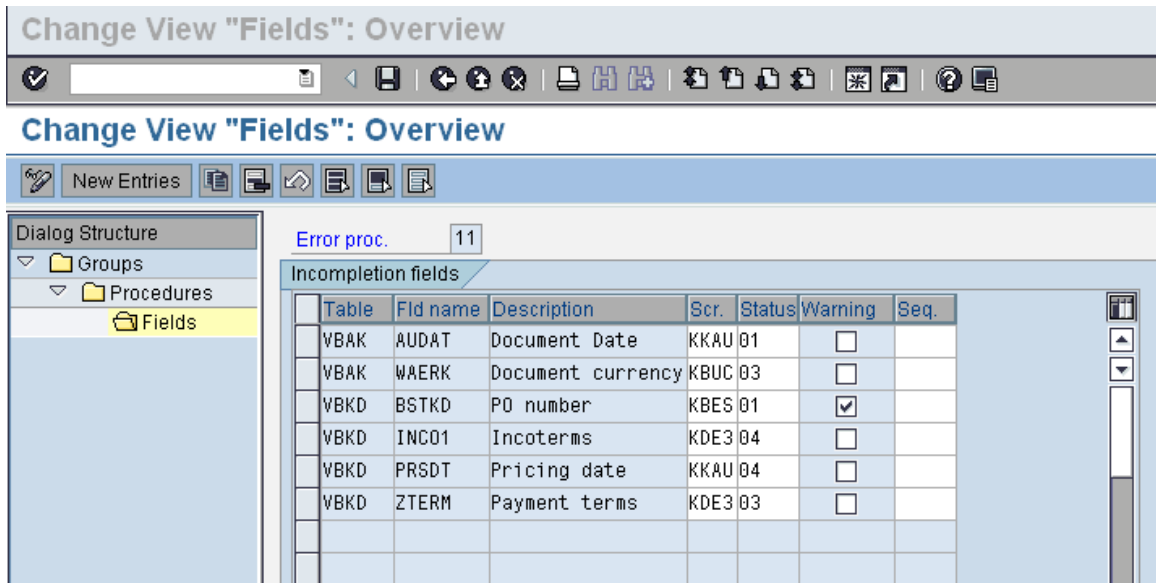 Change View "Fields": Overview
Change View "Fields": Overview
New Entries
Dialog Structure
Groups
Procedures
Fields
Error proc. 11
Incompletion fields
Table Fld name Description Scr. Status Warning Seq.
VBAK AUDAT Document Date KKAU 01
VBAK WAERK Document currency KBUC 03
VBKD BSTKD PO number KBES 01
VBKD INCO1 Incoterms KDE3 04
VBKD PRSDT Pricing date KKAU 04
VBKD ZTERM Payment terms KDE3 03